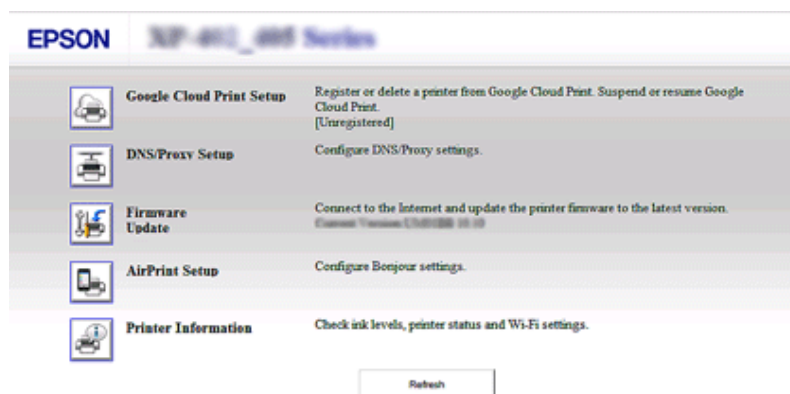 EPSON
Series
Google Cloud Print Setup
Register or delete a printer from Google Cloud Print. Suspend or resume Google
Cloud Print.
[Unregistered]
DNS/Proxy Setup
Configure DNS/Proxy settings.
Firmware
Update
Connect to the Internet and update the printer firmware to the latest version.
AirPrint Setup
Configure Bonjour settings.
Printer Information
Check ink levels, printer status and Wi-Fi settings.
Refresh